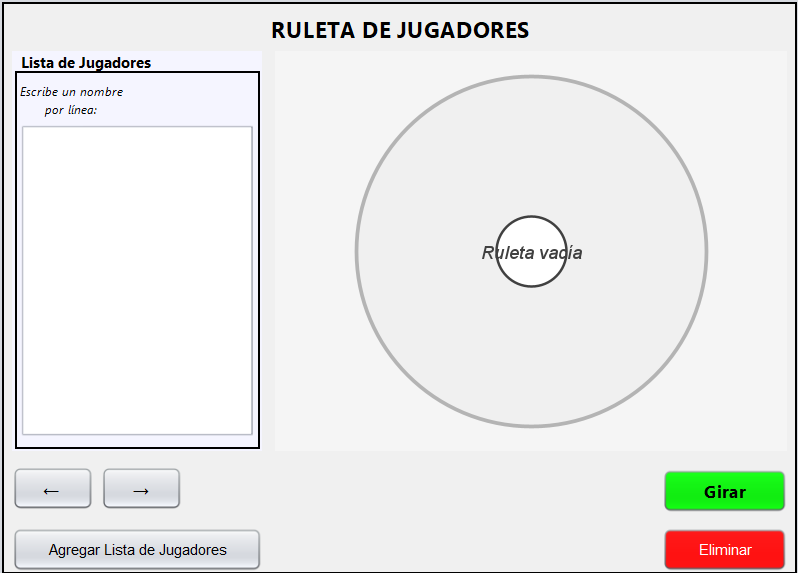 RULETA DE JUGADORES
Lista de Jugadores
Escribe un nombre
por línea:
Ruleta vacía
←
→
Girar
Agregar Lista de Jugadores
Eliminar